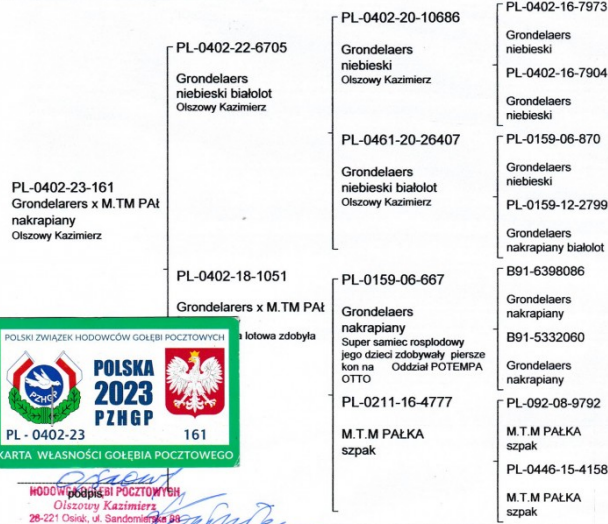 PL-0402-23-161
Grondelaers x M.TM PAŁ
nakrapiany
Olszowy Kazimierz
PL-0402-22-6705
Grondelaers
niebieski białolot
Olszowy Kazimierz
PL-0402-18-1051
Grondelarers x M.TM PAŁ
lotowa zdobyła
PL-0402-20-10686
Grondelaers
niebieski
Olszowy Kazimierz
PL-0461-20-26407
Grondelaers
niebieski białolot
Olszowy Kazimierz
PL-0159-06-667
Grondelaers
nakrapiany
Super samiec rosplodowy
jego dzieci zdobywały piersze
kon na Oddział POTEMPA
OTTO
PL-0211-16-4777
M.T.M PAŁKA
szpak
PL-0402-16-7973
Grondelaers
niebieski
PL-0402-16-7904
Grondelaers
niebieski
PL-0159-06-870
Grondelaers
niebieski
PL-0159-12-2799
Grondelaers
nakrapiany białolot
B91-6398086
Grondelaers
nakrapiany
B91-5332060
Grondelaers
nakrapiany
PL-092-08-9792
M.T.M PAŁKA
szpak
PL-0446-15-4158
M.T.M PAŁKA
szpak
POLSKI ZWIĄZEK HODOWCÓW GOŁĘBI POCZTOWYCH
PZHGP
POLSKA
2023
PZHGP
PL - 0402-23 161
KARTA WŁASNOŚCI GOŁĘBIA POCZTOWEGO
podpis
POCZTOWYCH
Olszowy Kazimierz
28-221 Osiek, ul. Sandomierska